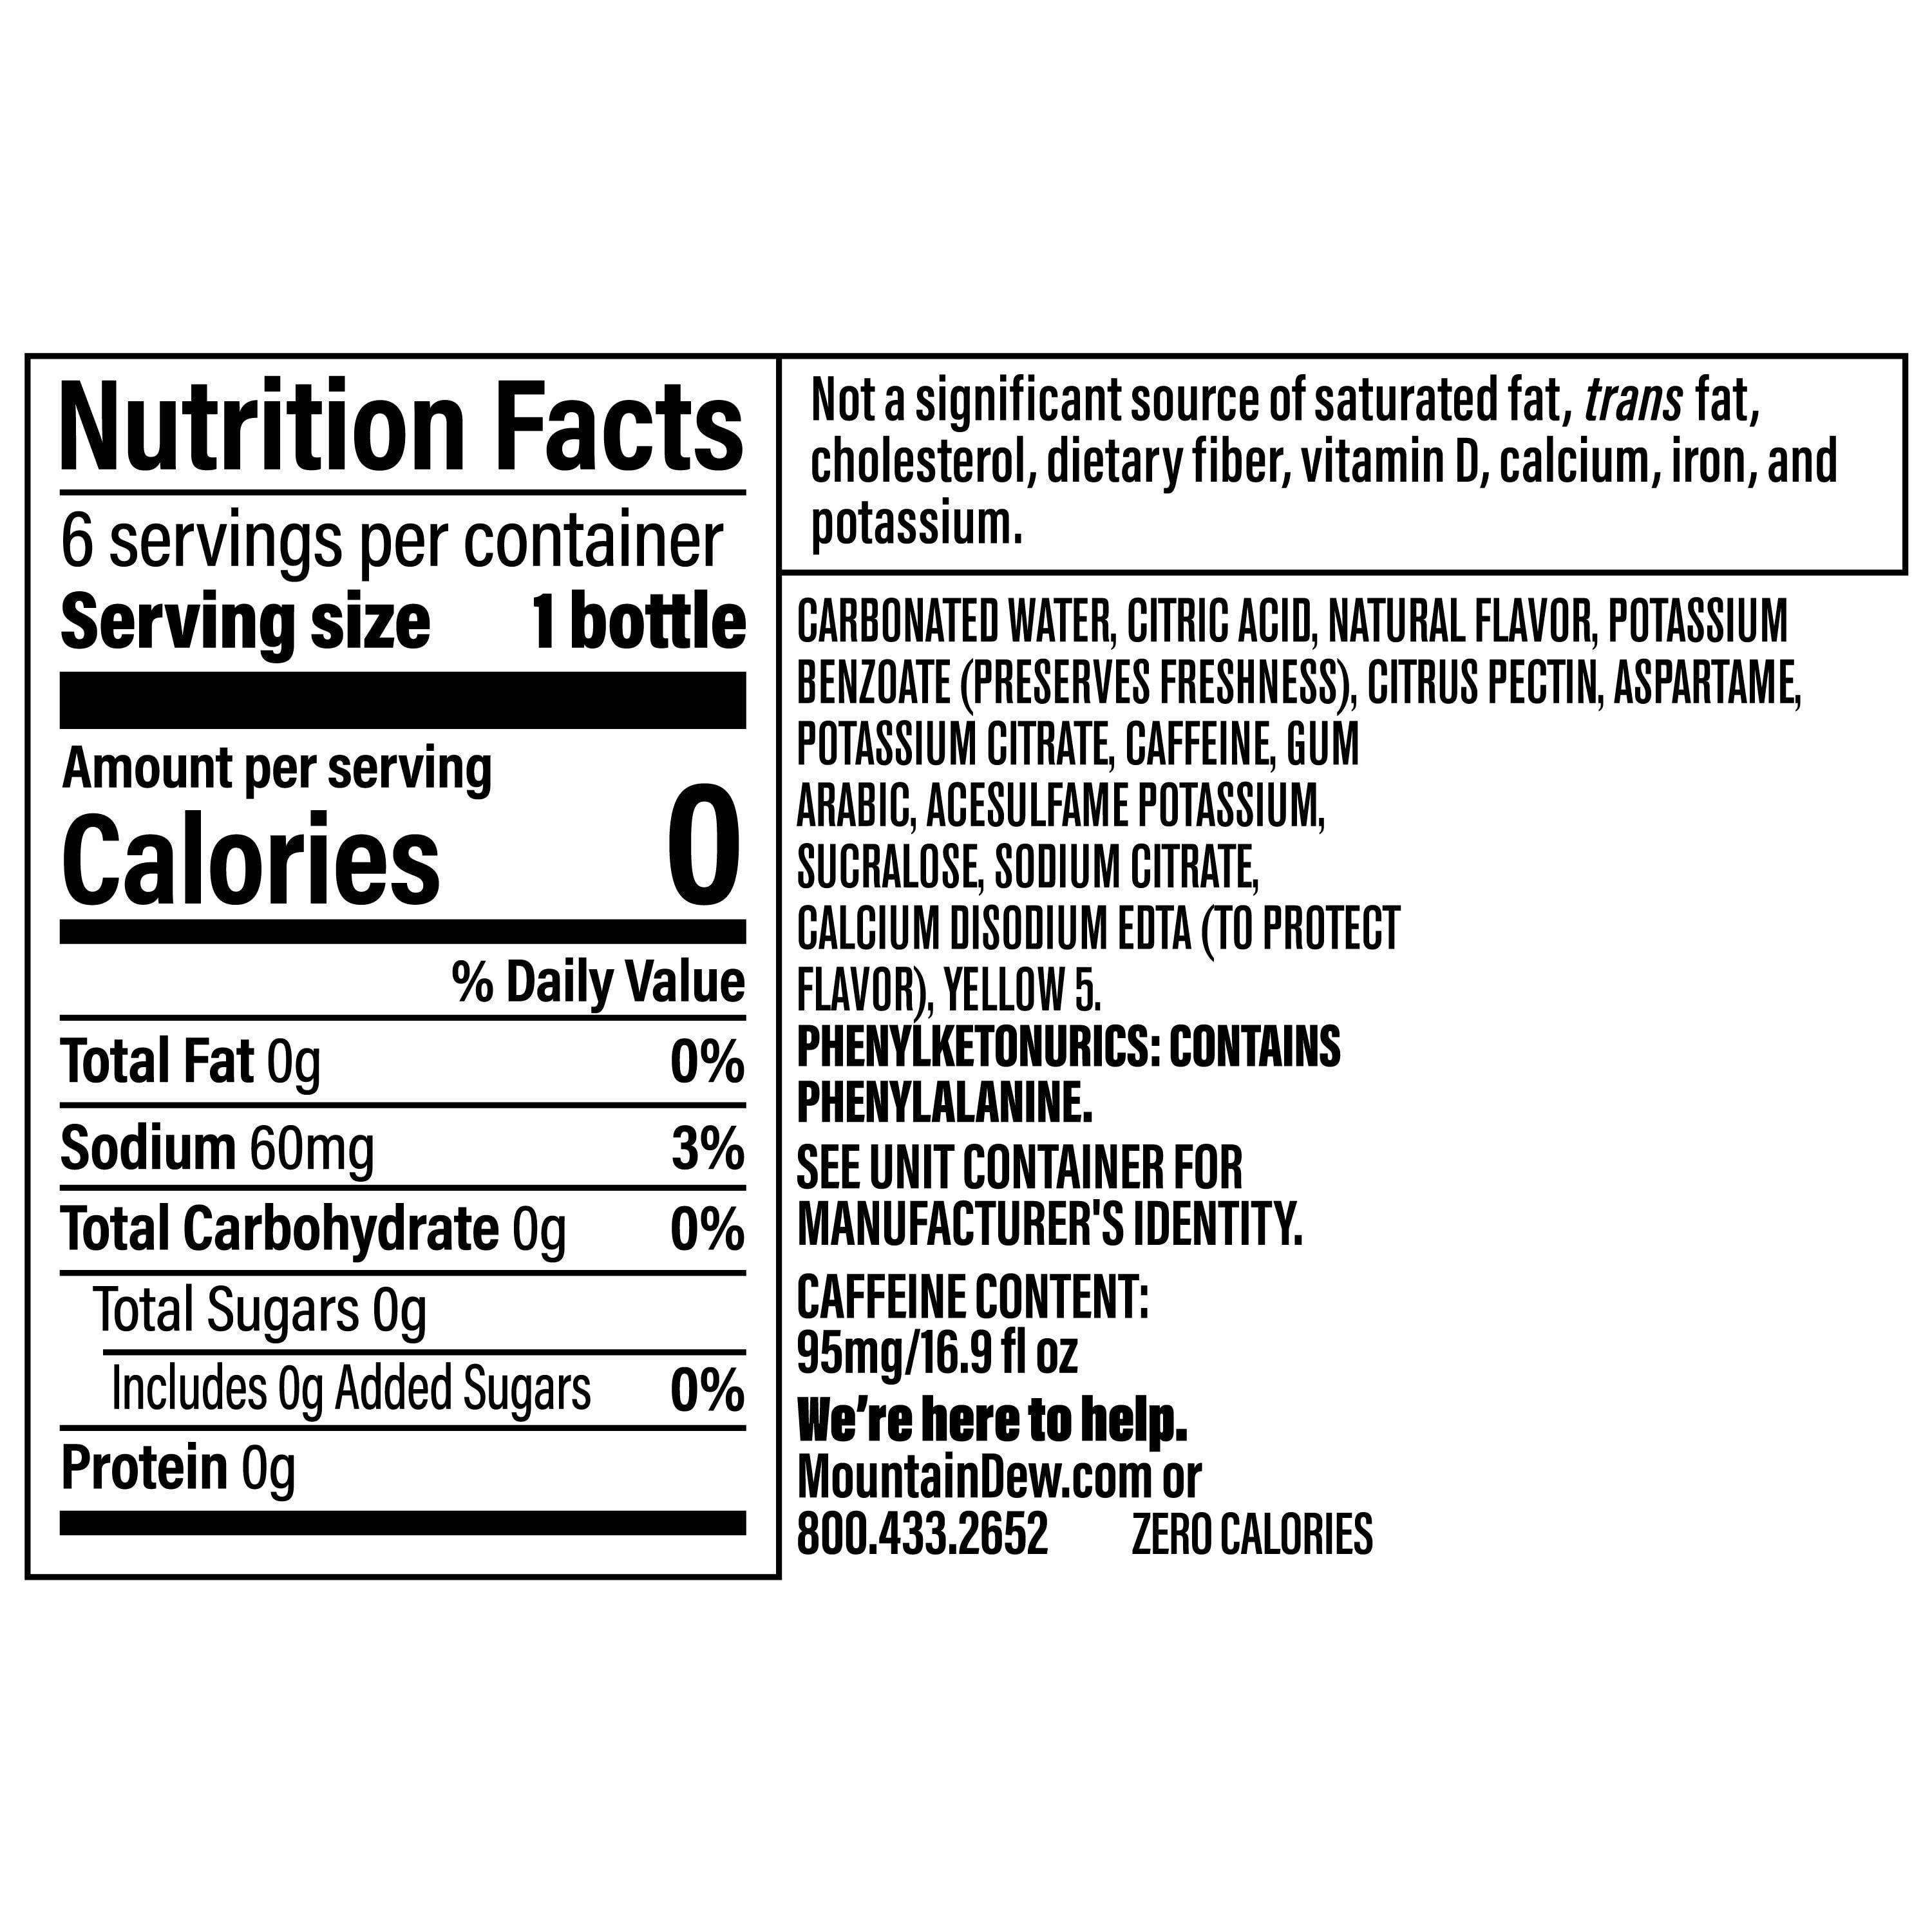 Nutrition Facts
6 servings per container
Serving size 1 bottle
Amount per serving
Calories 0
% Daily Value
Total Fat 0g 0%
Sodium 60mg 3%
Total Carbohydrate 0g 0%
Total Sugars 0g
Includes 0g Added Sugars 0%
Protein 0g
Not a significant source of saturated fat, trans fat,
cholesterol, dietary fiber, vitamin D, calcium, iron, and
potassium.
CARBONATED WATER, CITRIC ACID, NATURAL FLAVOR, POTASSIUM
BENZOATE (PRESERVES FRESHNESS), CITRUS PECTIN, ASPARTAME,
POTASSIUM CITRATE, CAFFEINE, GUM
ARABIC, ACESULFAME POTASSIUM,
SUCRALOSE, SODIUM CITRATE,
CALCIUM DISODIUM EDTA (TO PROTECT
FLAVOR), YELLOW 5.
PHENYLKETONURICS: CONTAINS
PHENYLALANINE.
SEE UNIT CONTAINER FOR
MANUFACTURER'S IDENTITY.
CAFFEINE CONTENT:
95mg/16.9 fl oz
We're here to help.
MountainDew.com or
800.433.2652 ZERO CALORIES